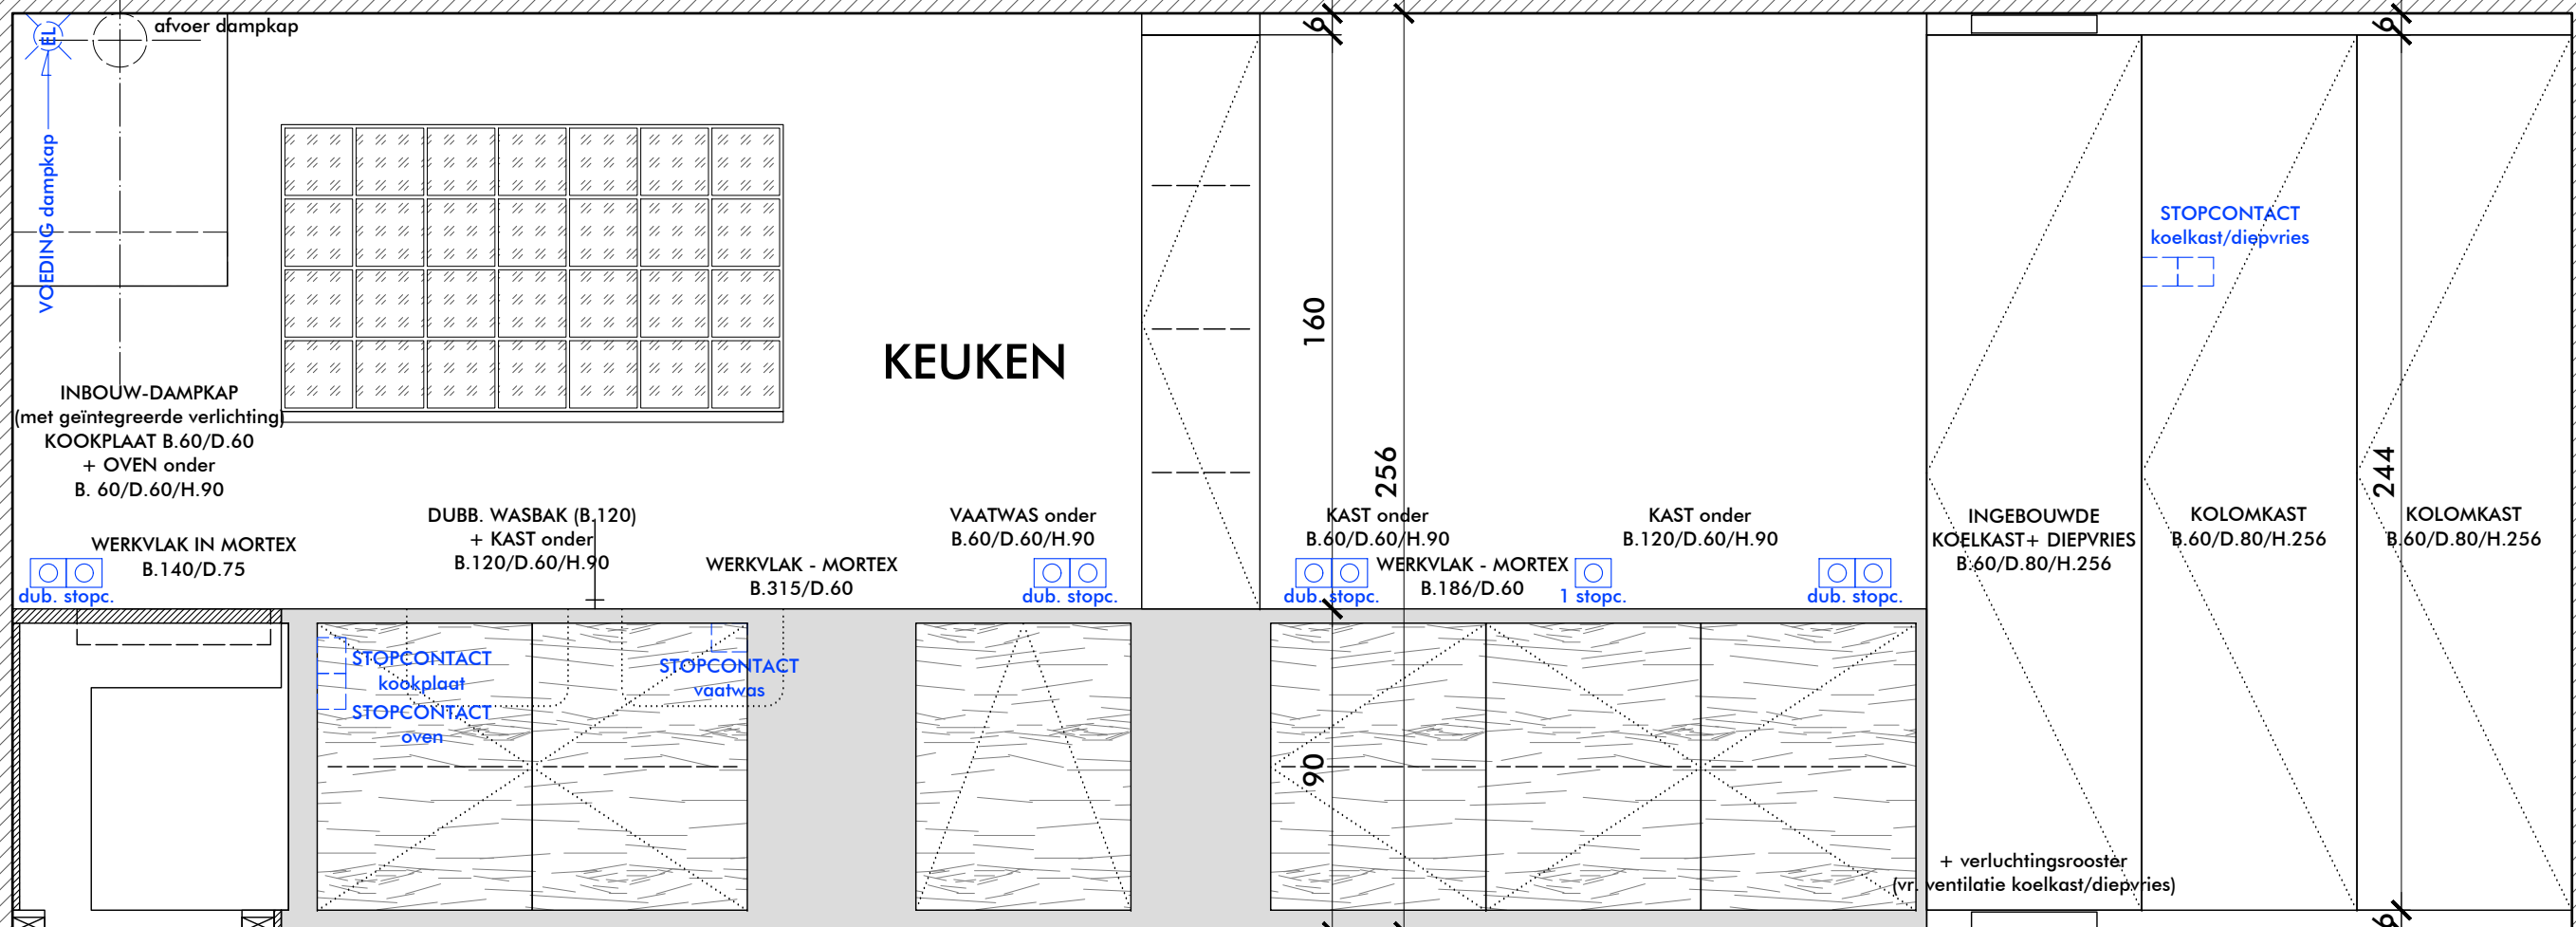 EL
afvoer dampkap
VOEDING dampkap
6
6
KEUKEN
160
256
244
STOPCONTACT
koelkast/diepvries
INBOUW-DAMPKAP
(met geïntegreerde verlichting)
KOOKPLAAT B.60/D.60
+ OVEN onder
B. 60/D.60/H.90
WERKVLAK IN MORTEX
B.140/D.75
dub. stopc.
DUBB. WASBAK (B.120)
+ KAST onder
B.120/D.60/H.90
WERKVLAK - MORTEX
B.315/D.60
VAATWAS onder
B.60/D.60/H.90
dub. stopc.
KAST onder
B.60/D.60/H.90
dub. stopc.
WERKVLAK - MORTEX
B.186/D.60
1 stopc.
KAST onder
B.120/D.60/H.90
dub. stopc.
INGEBOUWDE
KOELKAST+ DIEPVRIES
B.60/D.80/H.256
KOLOMKAST
B.60/D.80/H.256
KOLOMKAST
B.60/D.80/H.256
STOPCONTACT
kookplaat
STOPCONTACT
oven
STOPCONTACT
vaatwas
90
+ verluchtingsrooster
(vr. ventilatie koelkast/diepvries)
6